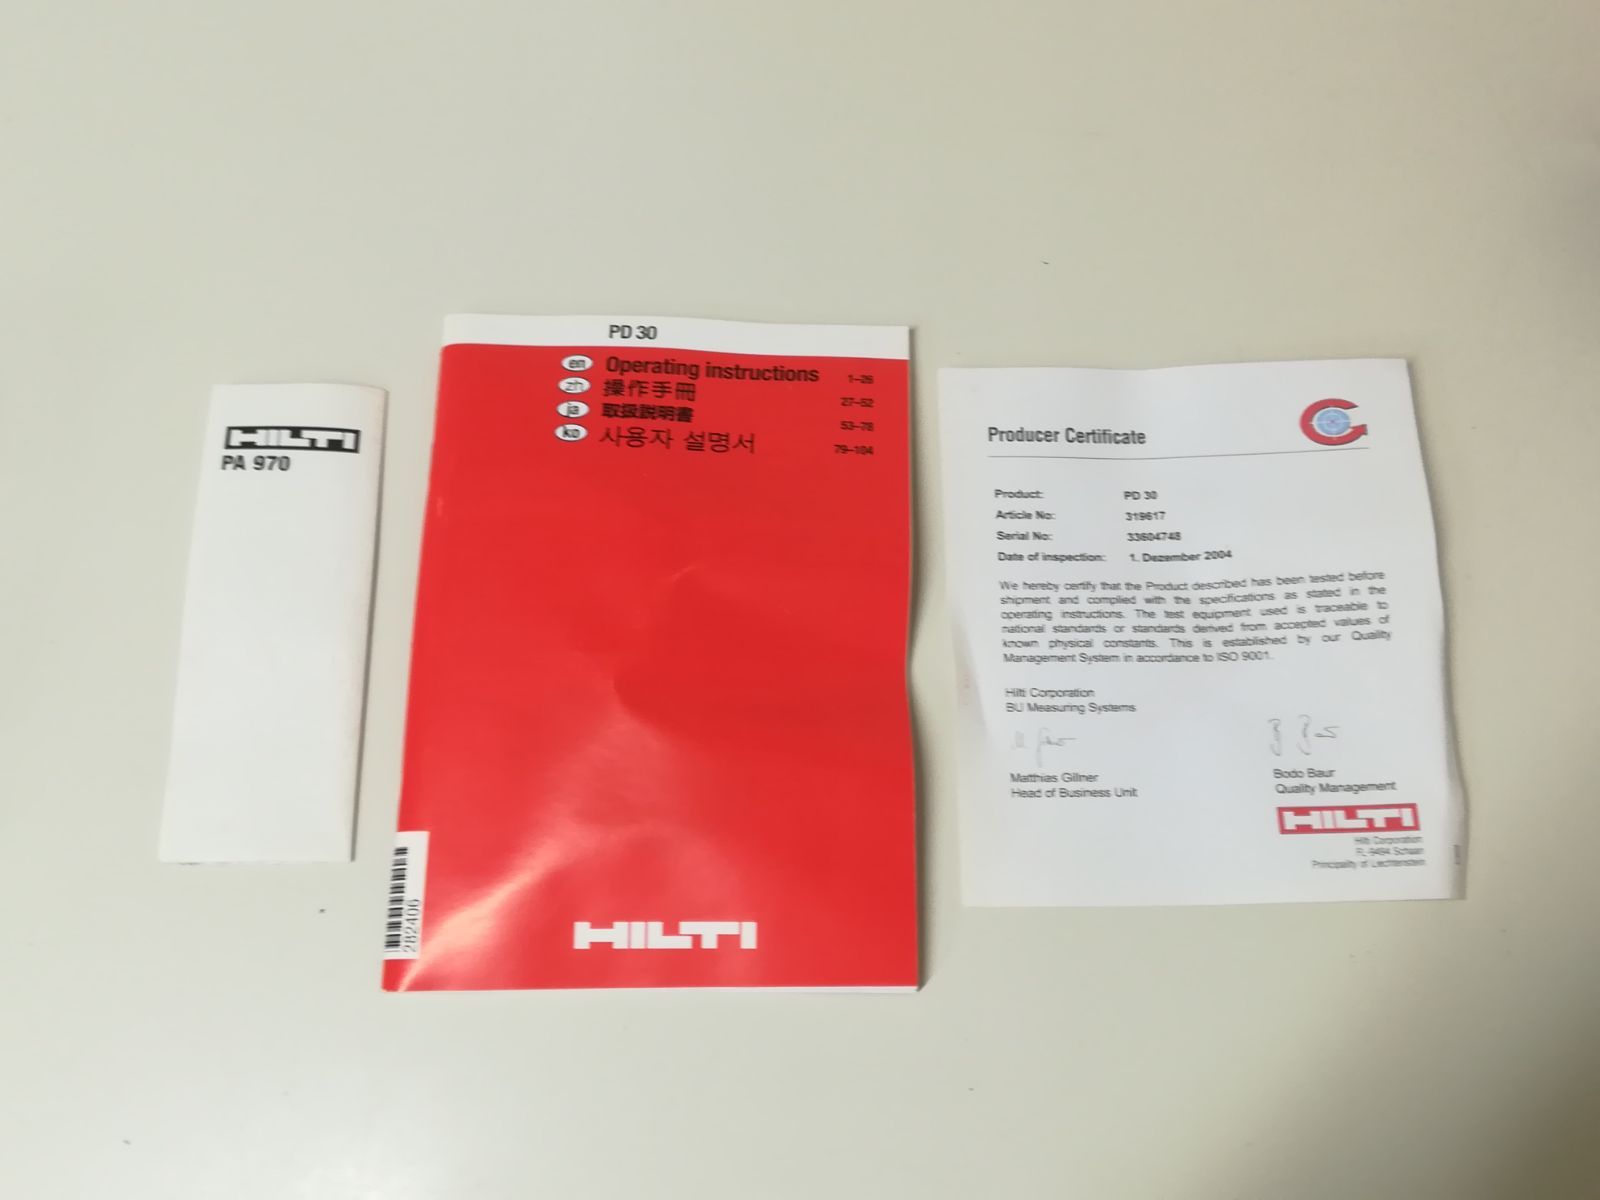 HILTI
PA 970
PD 30
en Operating instructions 1–26
zh 操作手冊 27–52
ja 取扱説明書 53–78
ko 사용자 설명서 79–104
282406
HILTI
Producer Certificate
Product: PD 30
Article No: 319617
Serial No: 33604748
Date of inspection: 1. Dezember 2004
We hereby certify that the Product described has been tested before
shipment and complied with the specifications as stated in the
operating instructions. The test equipment used is traceable to
national standards or standards derived from accepted values of
known physical constants. This is established by our Quality
Management System in accordance to ISO 9001.
Hilti Corporation
BU Measuring Systems
Matthias Gillner
Head of Business Unit
Bodo Baur
Quality Management
HILTI
Hilti Corporation
FL-9494 Schaan
Principality of Liechtenstein